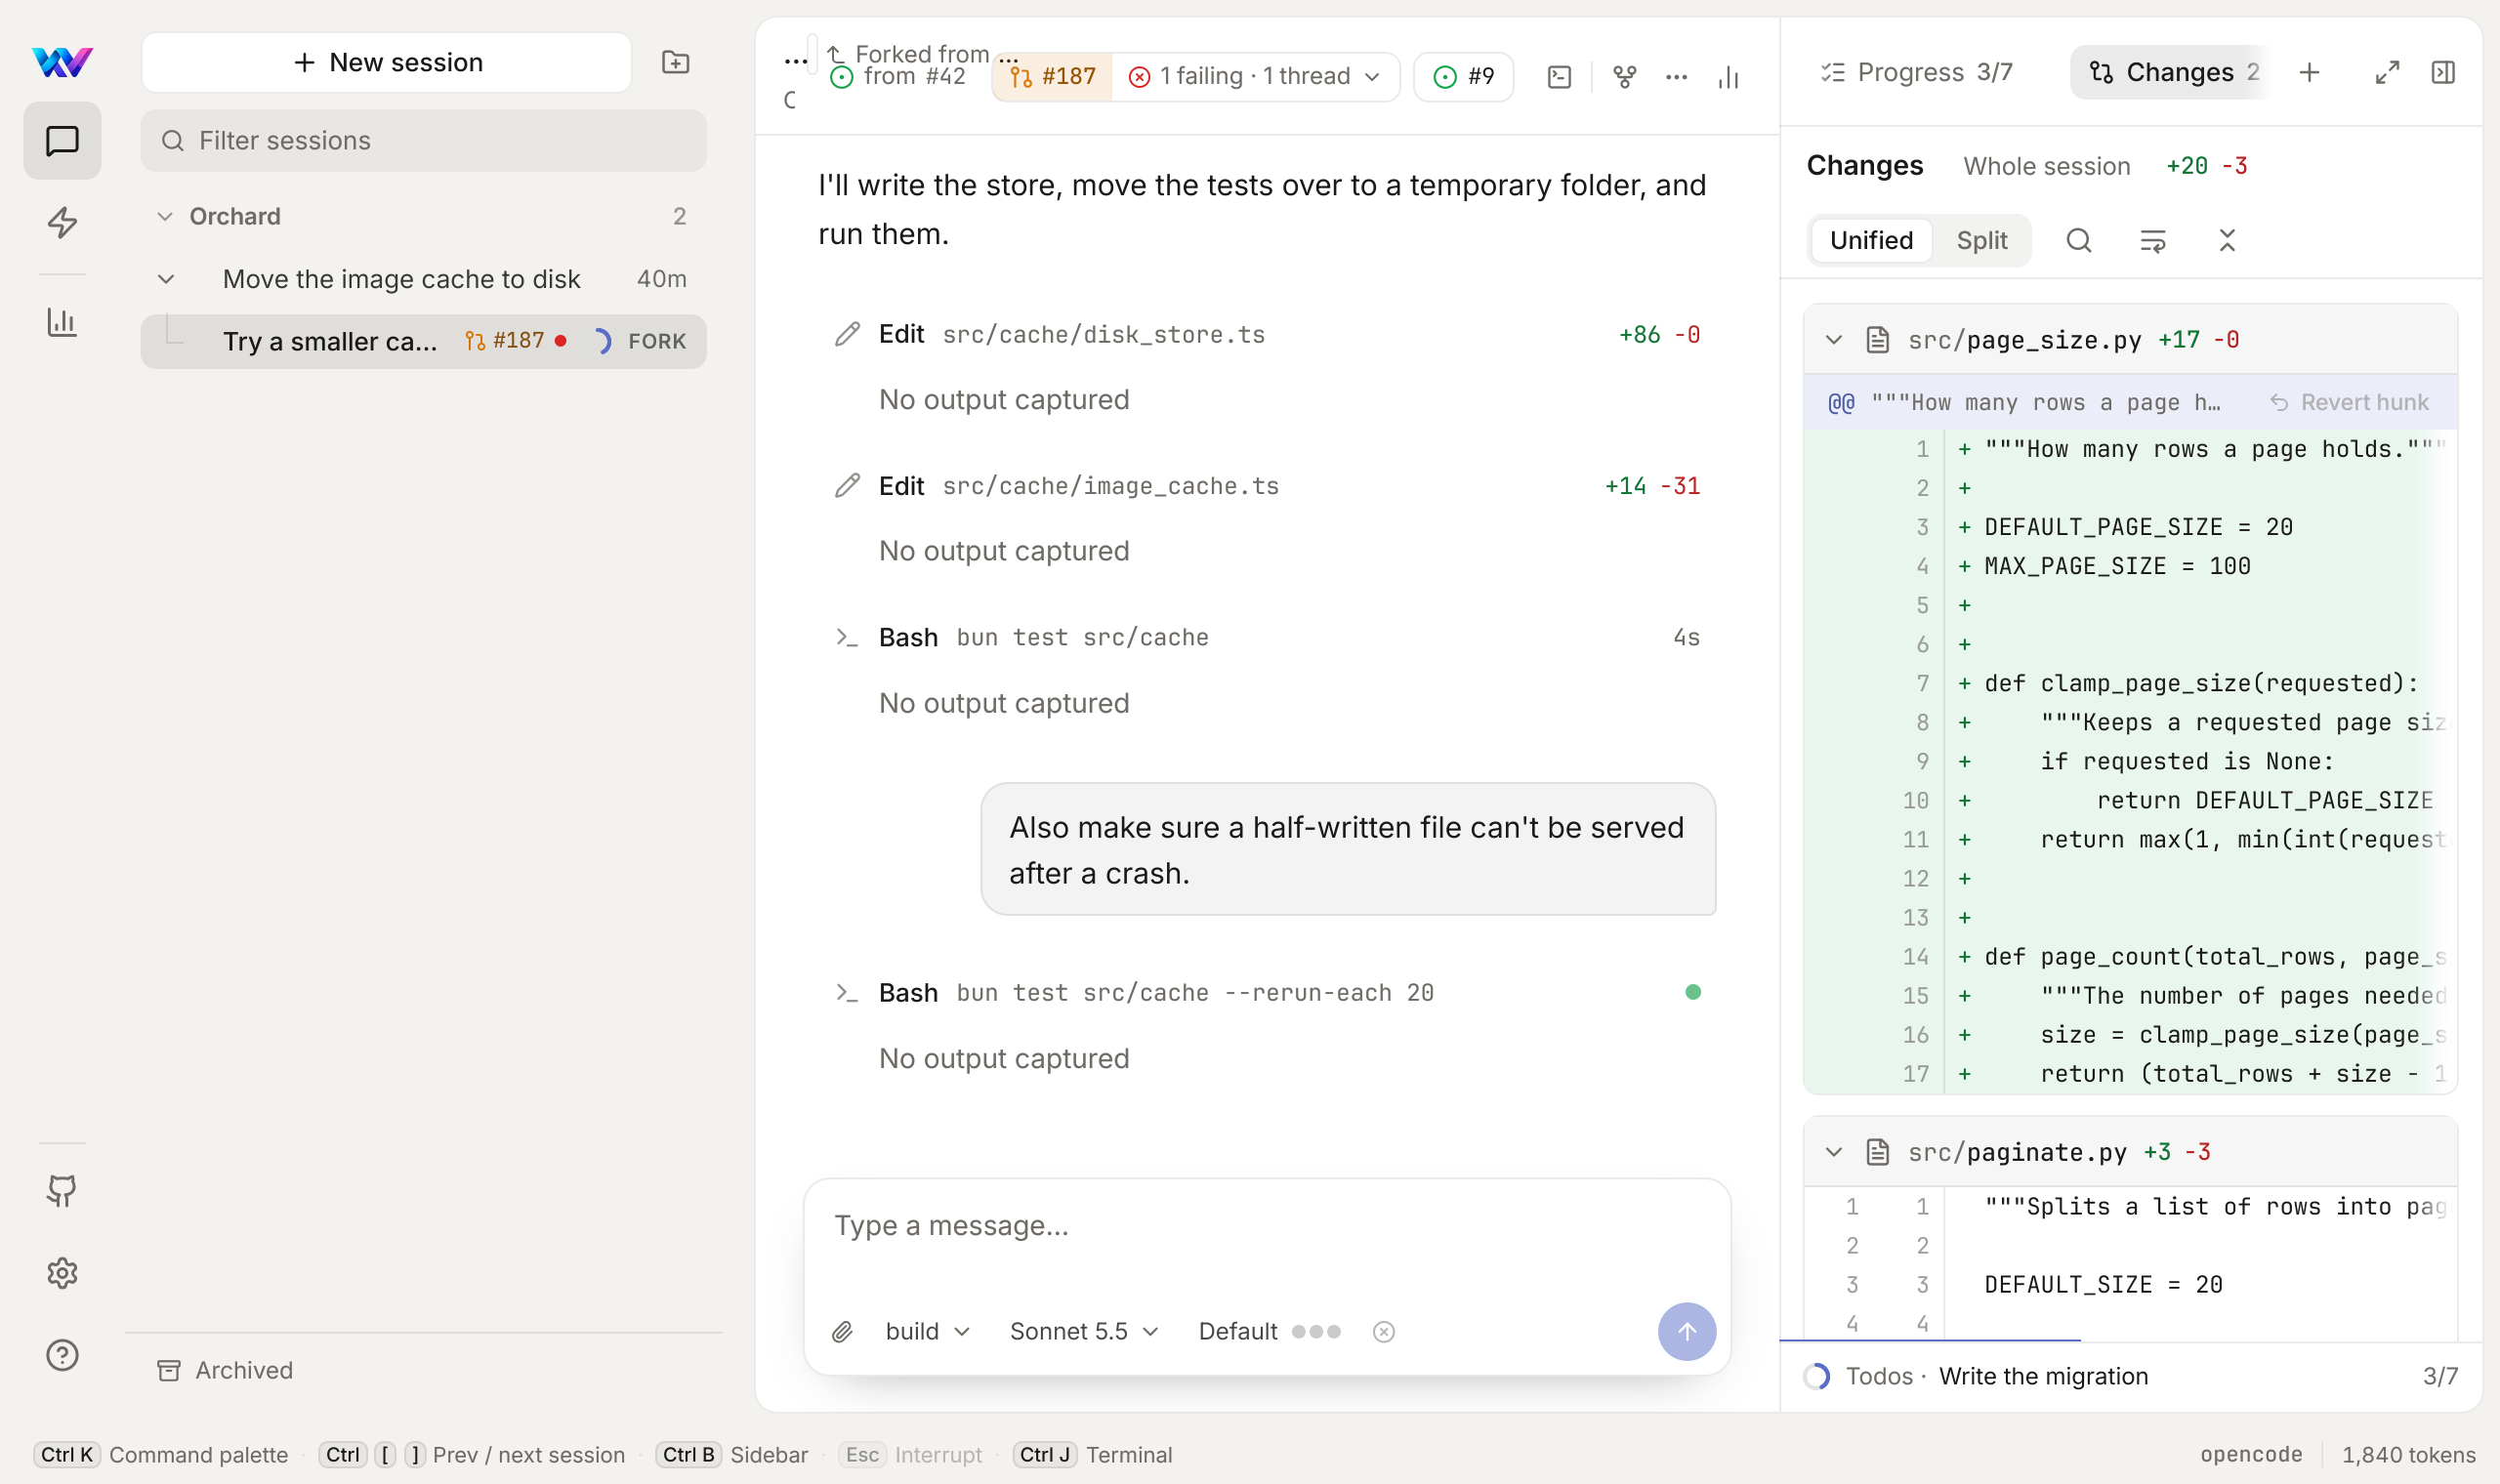 New session
Filter sessions
Orchard 2
Move the image cache to disk 40m
Try a smaller ca... #187 FORK
Archived
...
Forked from ...
from #42
#187 1 failing · 1 thread
#9
I'll write the store, move the tests over to a temporary folder, and
run them.
Edit src/cache/disk_store.ts +86 -0
No output captured
Edit src/cache/image_cache.ts +14 -31
No output captured
Bash bun test src/cache 4s
No output captured
Also make sure a half-written file can't be served
after a crash.
Bash bun test src/cache --rerun-each 20
No output captured
Type a message...
build Sonnet 5.5 Default
Progress 3/7 Changes 2
Changes Whole session +20 -3
Unified Split
src/page_size.py +17 -0
@@ """How many rows a page h... Revert hunk
1 + """How many rows a page holds."""
2 +
3 + DEFAULT_PAGE_SIZE = 20
4 + MAX_PAGE_SIZE = 100
5 +
6 +
7 + def clamp_page_size(requested):
8 + """Keeps a requested page siz
9 + if requested is None:
10 + return DEFAULT_PAGE_SIZE
11 + return max(1, min(int(request
12 +
13 +
14 + def page_count(total_rows, page_s
15 + """The number of pages needed
16 + size = clamp_page_size(page_s
17 + return (total_rows + size - 1
src/paginate.py +3 -3
1 1 """Splits a list of rows into pag
2 2
3 3 DEFAULT_SIZE = 20
4 4
Todos · Write the migration 3/7
Ctrl K Command palette · Ctrl [ ] Prev / next session · Ctrl B Sidebar · Esc Interrupt · Ctrl J Terminal
opencode 1,840 tokens